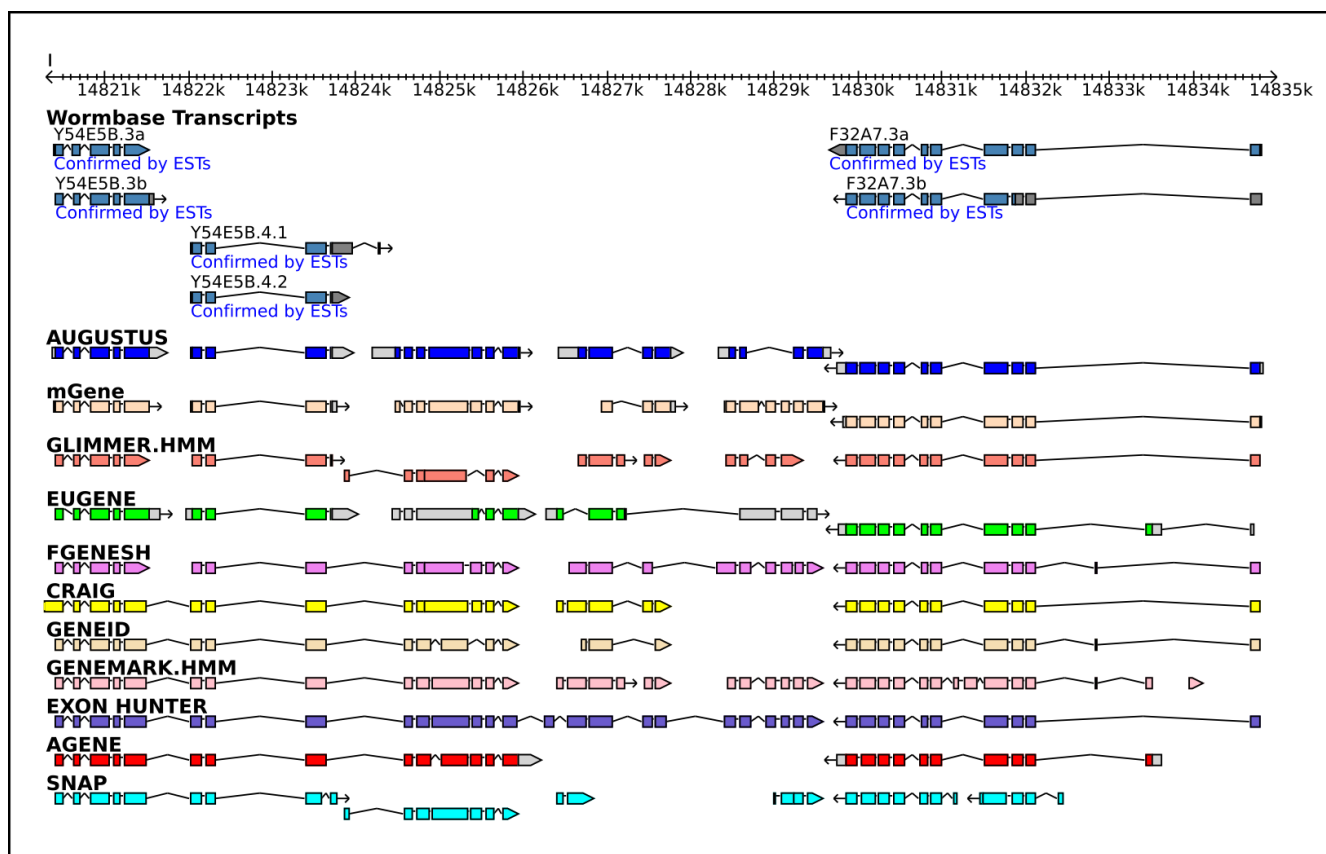 I
14821k 14822k 14824k 14825k 14826k 14827k 14828k 14829k 14830k 14831k 14832k 14833k 14834k 14835k
Wormbase Transcripts
Y54E5B.3a F32A7.3a
Confirmed by ESTs Confirmed by ESTs
Y54E5B.3b F32A7.3b
Confirmed by ESTs Confirmed by ESTs
Y54E5B.4.1
Confirmed by ESTs
Y54E5B.4.2
Confirmed by ESTs
AUGUSTUS
mGene
GLIMMER.HMM
EUGENE
FGENESH
CRAIG
GENEID
GENEMARK.HMM
EXON HUNTER
AGENE
SNAP